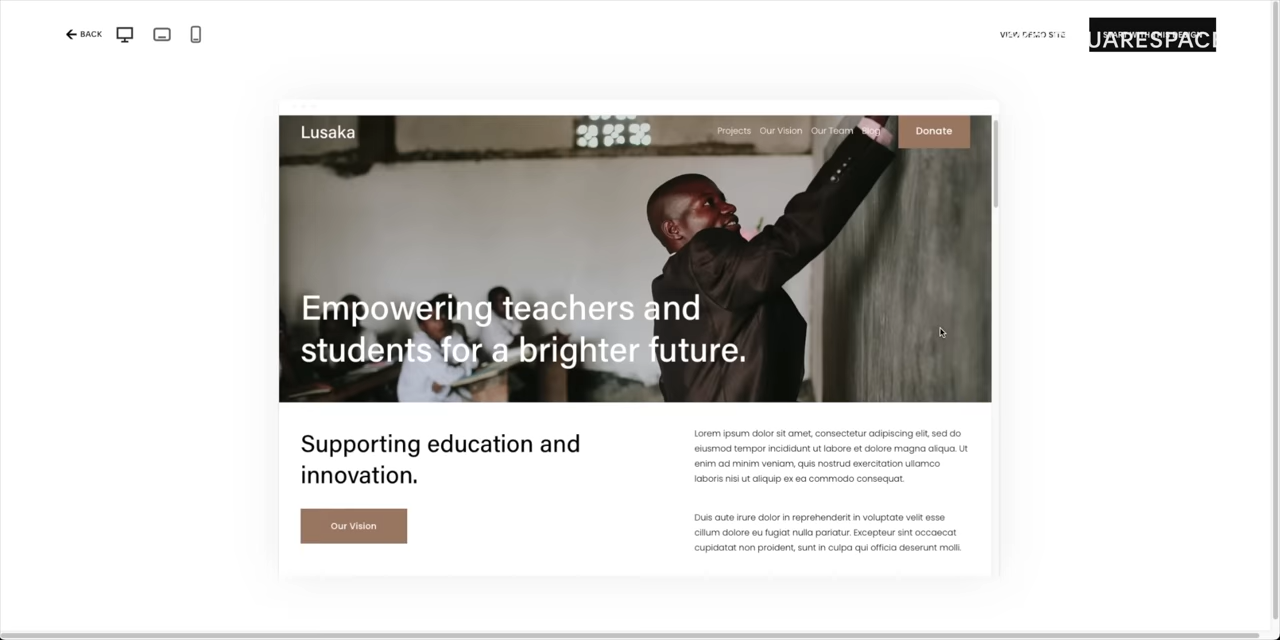 BACK
VIEW DEMO SITE
UARESPACE
Lusaka
Projects Our Vision Our Team Blog Donate
Empowering teachers and
students for a brighter future.
Supporting education and
innovation.
Our Vision
Lorem ipsum dolor sit amet, consectetur adipiscing elit, sed do
eiusmod tempor incididunt ut labore et dolore magna aliqua. Ut
enim ad minim veniam, quis nostrud exercitation ullamco
laboris nisi ut aliquip ex ea commodo consequat.
Duis aute irure dolor in reprehenderit in voluptate velit esse
cillum dolore eu fugiat nulla pariatur. Excepteur sint occaecat
cupidatat non proident, sunt in culpa qui officia deserunt molli.